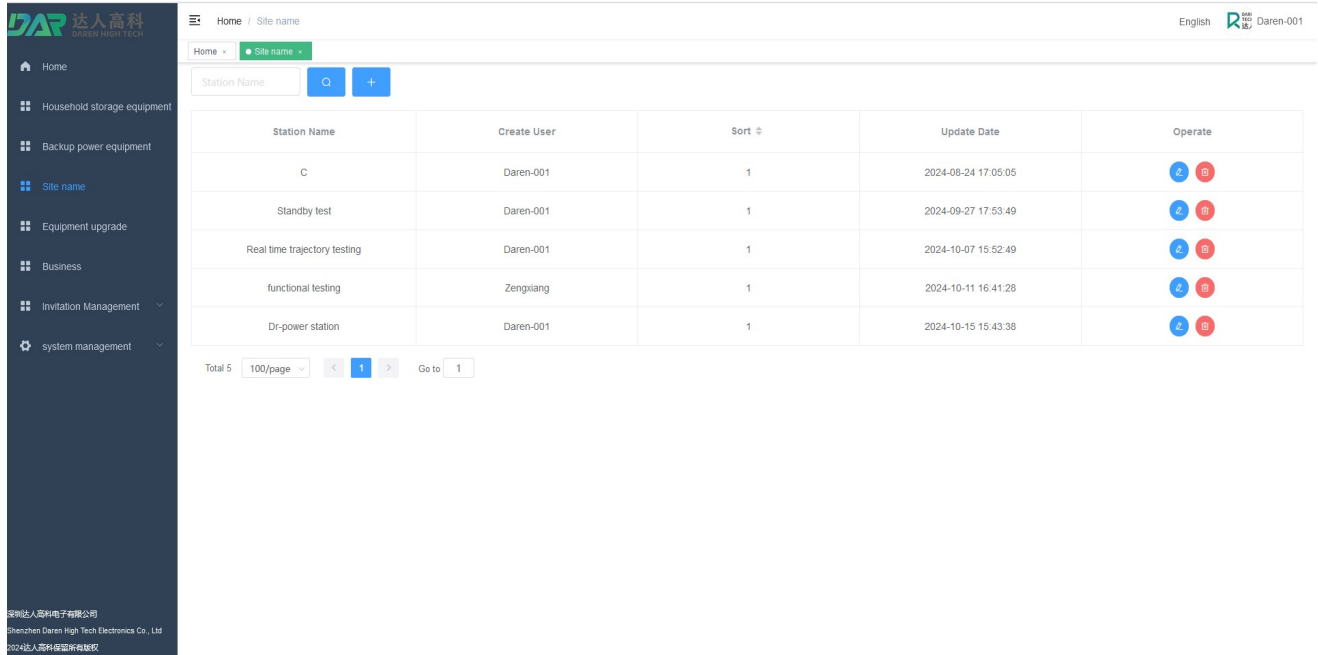 DAR 达人高科
DAREN HIGH TECH
Home / Site name
English
Daren-001
Home ×
Site name ×
Home
Household storage equipment
Backup power equipment
Site name
Equipment upgrade
Business
Invitation Management
system management
Station Name
Station Name Create User Sort Update Date Operate
C Daren-001 1 2024-08-24 17:05:05
Standby test Daren-001 1 2024-09-27 17:53:49
Real time trajectory testing Daren-001 1 2024-10-07 15:52:49
functional testing Zengxiang 1 2024-10-11 16:41:28
Dr-power station Daren-001 1 2024-10-15 15:43:38
Total 5 100/page < 1 > Go to 1
深圳达人高科电子有限公司
Shenzhen Daren High Tech Electronics Co., Ltd
2024达人高科保留所有版权